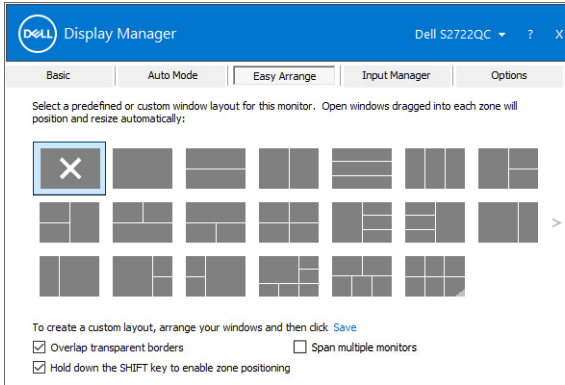 DELL Display Manager Dell S2722QC ? X
Basic Auto Mode Easy Arrange Input Manager Options
Select a predefined or custom window layout for this monitor. Open windows dragged into each zone will
position and resize automatically:
>
To create a custom layout, arrange your windows and then click Save
Overlap transparent borders Span multiple monitors
Hold down the SHIFT key to enable zone positioning